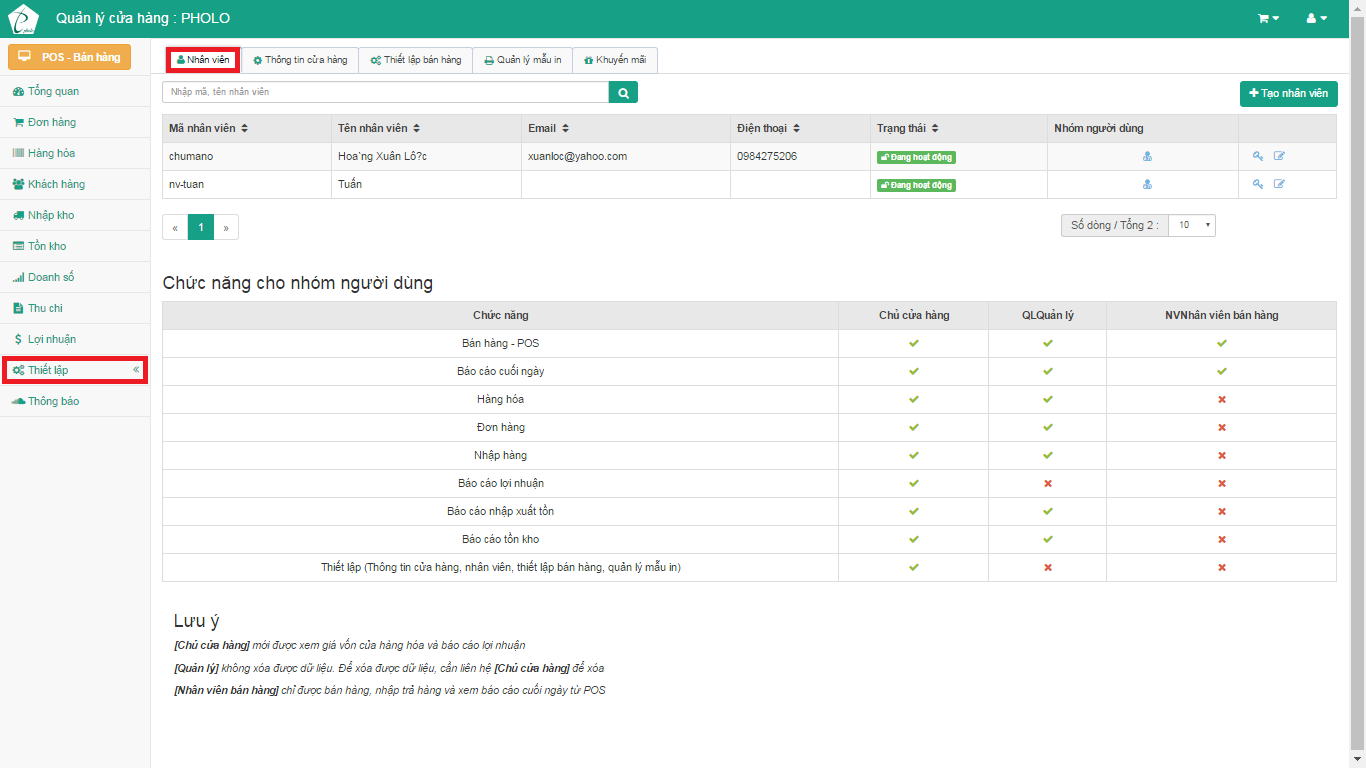 Quản lý cửa hàng : PHOLO
POS - Bán hàng
Tổng quan
Đơn hàng
Hàng hóa
Khách hàng
Nhập kho
Tồn kho
Doanh số
Thu chi
Lợi nhuận
Thiết lập «
Thông báo
Nhân viên Thông tin cửa hàng Thiết lập bán hàng Quản lý mẫu in Khuyến mãi
Nhập mã, tên nhân viên
+ Tạo nhân viên
Mã nhân viên Tên nhân viên Email Điện thoại Trạng thái Nhóm người dùng
chumano Hoa`ng Xuân Lô?c xuanloc@yahoo.com 0984275206 Đang hoạt động
nv-tuan Tuấn Đang hoạt động
« 1 » Số dòng / Tổng 2 : 10
Chức năng cho nhóm người dùng
Chức năng Chủ cửa hàng QLQuản lý NVNhân viên bán hàng
Bán hàng - POS
Báo cáo cuối ngày
Hàng hóa
Đơn hàng
Nhập hàng
Báo cáo lợi nhuận
Báo cáo nhập xuất tồn
Báo cáo tồn kho
Thiết lập (Thông tin cửa hàng, nhân viên, thiết lập bán hàng, quản lý mẫu in)
Lưu ý
[Chủ cửa hàng] mới được xem giá vốn của hàng hóa và báo cáo lợi nhuận
[Quản lý] không xóa được dữ liệu. Để xóa được dữ liệu, cần liên hệ [Chủ cửa hàng] để xóa
[Nhân viên bán hàng] chỉ được bán hàng, nhập trả hàng và xem báo cáo cuối ngày từ POS